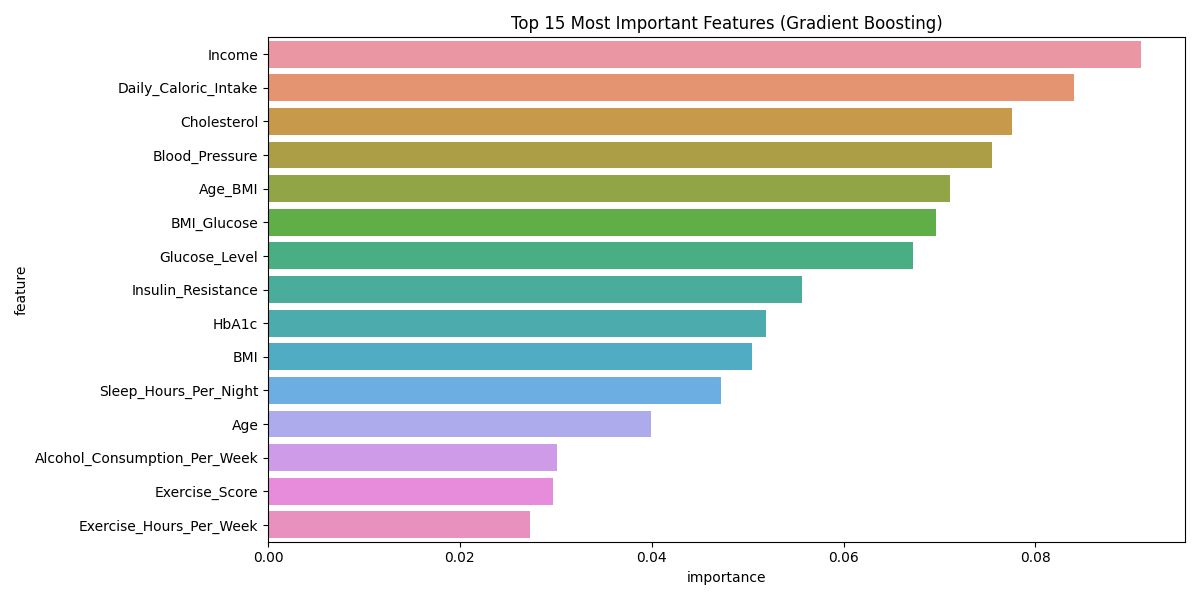 Top 15 Most Important Features (Gradient Boosting)
Income
Daily_Caloric_Intake
Cholesterol
Blood_Pressure
Age_BMI
BMI_Glucose
Glucose_Level
Insulin_Resistance
HbA1c
BMI
Sleep_Hours_Per_Night
Age
Alcohol_Consumption_Per_Week
Exercise_Score
Exercise_Hours_Per_Week
feature
0.00 0.02 0.04 0.06 0.08
importance